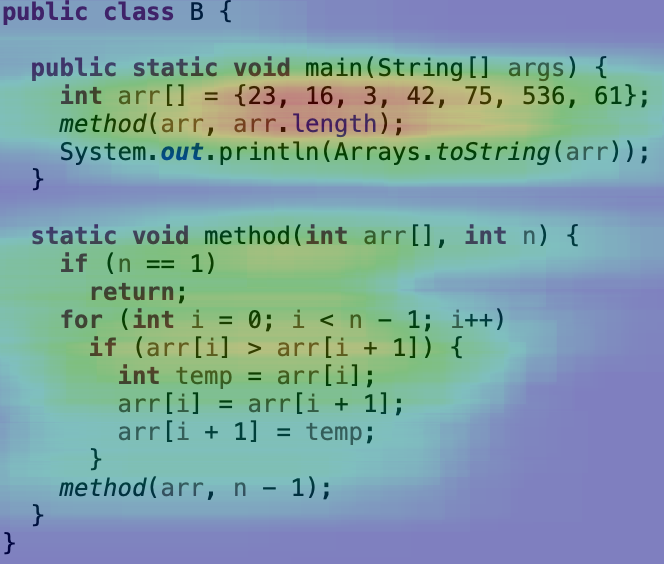 public class B {
public static void main(String[] args) {
int arr[] = {23, 16, 3, 42, 75, 536, 61};
method(arr, arr.length);
System.out.println(Arrays.toString(arr));
}
static void method(int arr[], int n) {
if (n == 1)
return;
for (int i = 0; i < n - 1; i++)
if (arr[i] > arr[i + 1]) {
int temp = arr[i];
arr[i] = arr[i + 1];
arr[i + 1] = temp;
}
method(arr, n - 1);
}
}